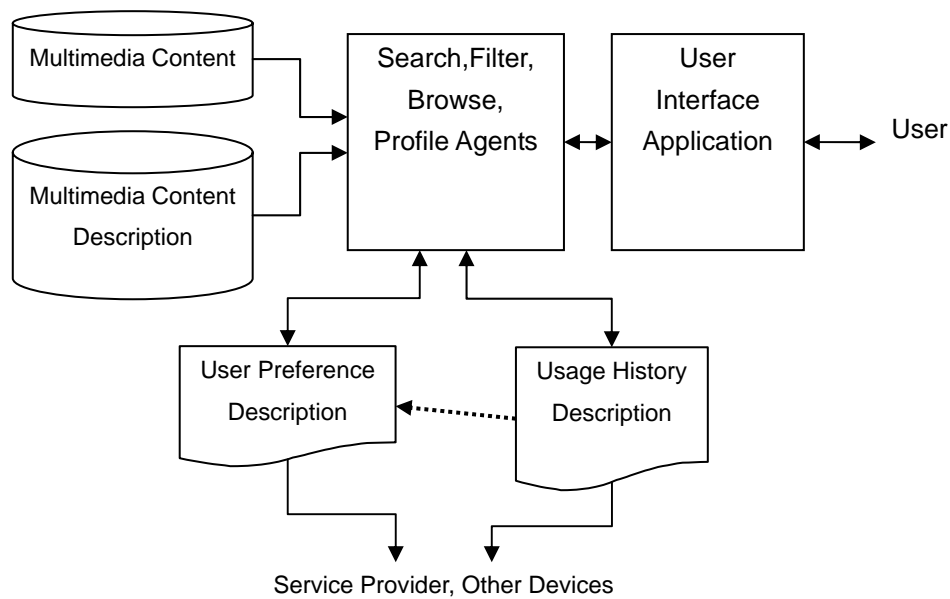 Multimedia Content
Multimedia Content
Description
Search,Filter,
Browse,
Profile Agents
User
Interface
Application
User
User Preference
Description
Usage History
Description
Service Provider, Other Devices